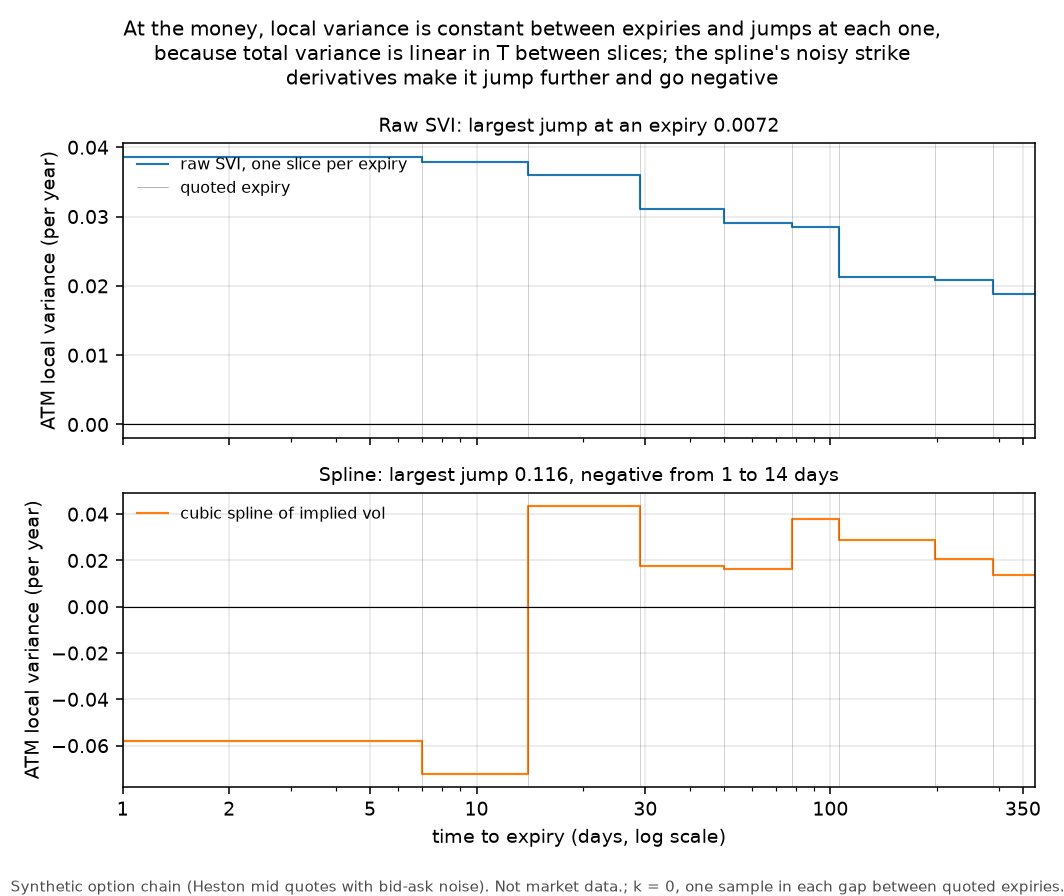 At the money, local variance is constant between expiries and jumps at each one,
because total variance is linear in T between slices; the spline's noisy strike
derivatives make it jump further and go negative
Raw SVI: largest jump at an expiry 0.0072
ATM local variance (per year)
0.04
0.03
0.02
0.01
0.00
raw SVI, one slice per expiry
quoted expiry
Spline: largest jump 0.116, negative from 1 to 14 days
ATM local variance (per year)
0.04
0.02
0.00
−0.02
−0.04
−0.06
cubic spline of implied vol
1 2 5 10 30 100 350
time to expiry (days, log scale)
Synthetic option chain (Heston mid quotes with bid-ask noise). Not market data.; k = 0, one sample in each gap between quoted expiries.